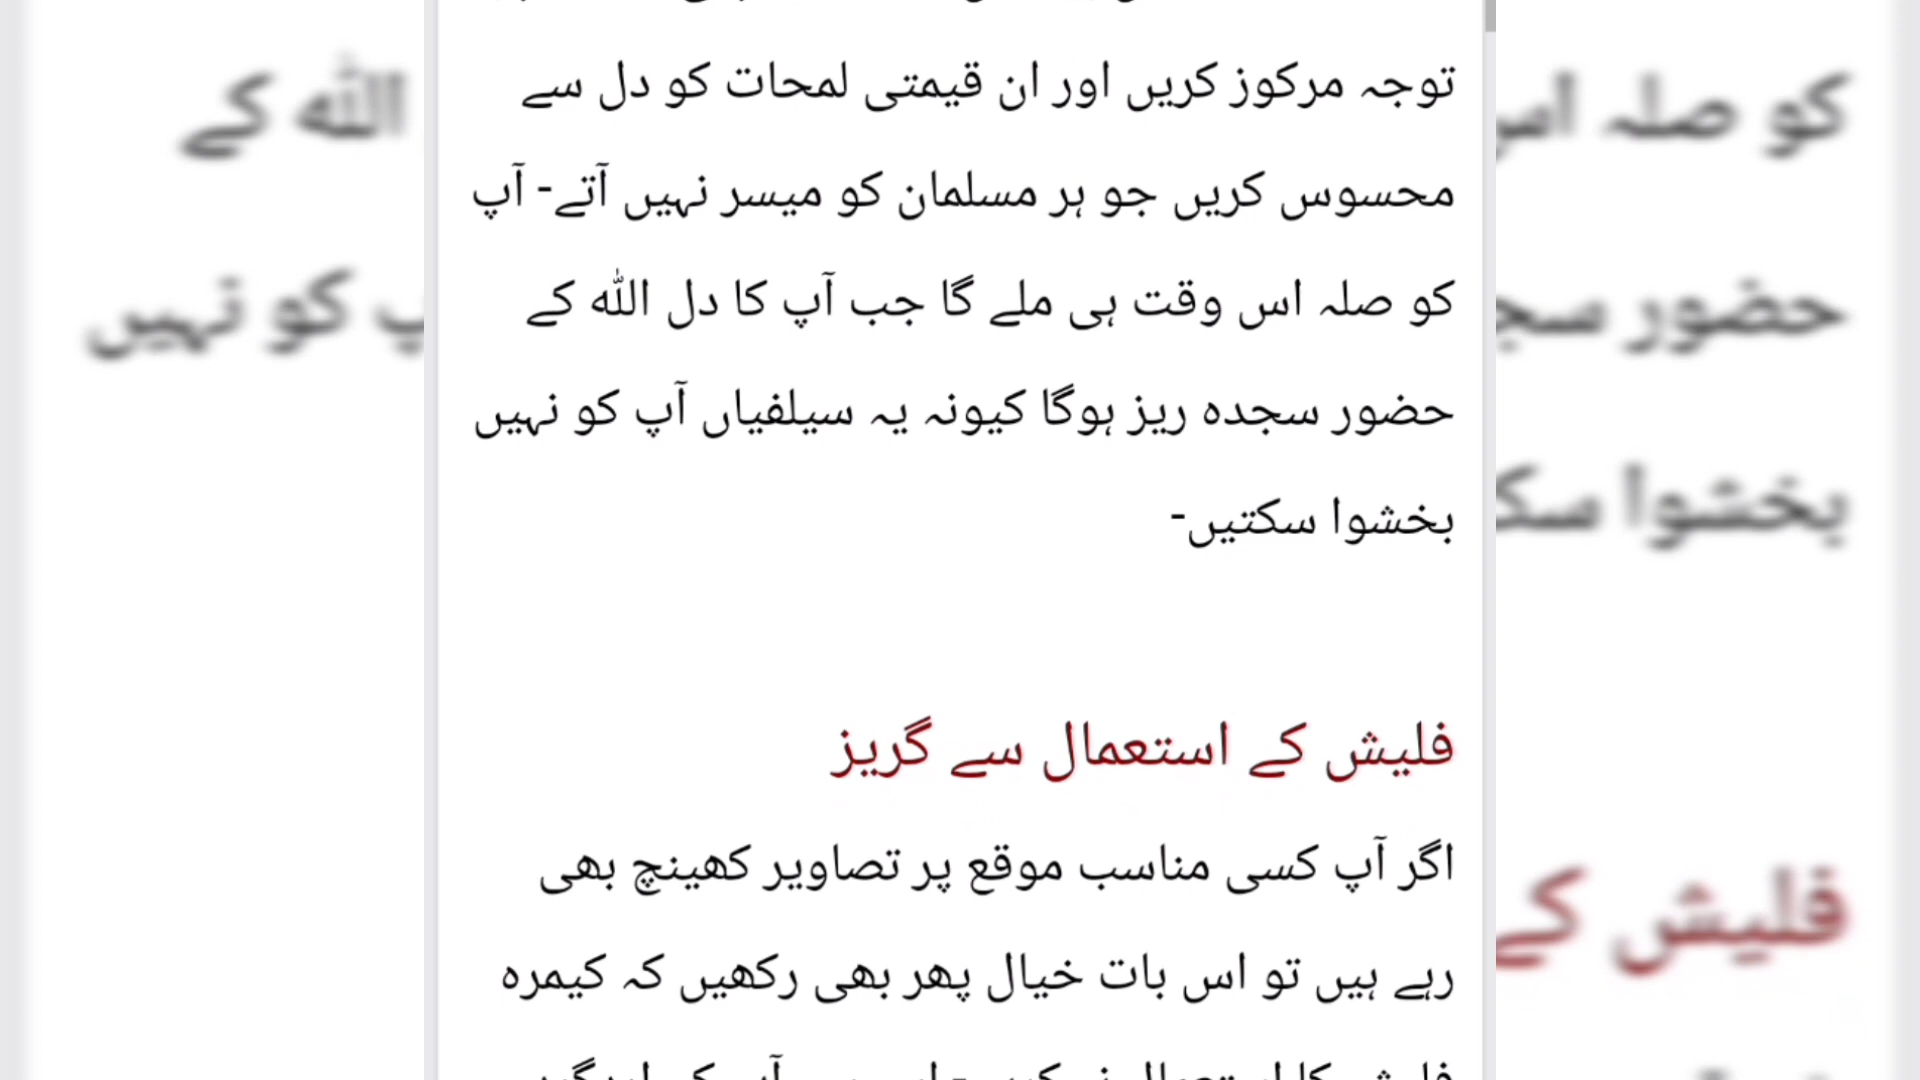 توجہ مرکوز کریں اور ان قیمتی لمحات کو دل سے
محسوس کریں جو ہر مسلمان کو میسر نہیں آتے- آپ
کو صلہ اس وقت ہی ملے گا جب آپ کا دل اللہ کے
حضور سجدہ ریز ہوگا کیونہ یہ سیلفیاں آپ کو نہیں
بخشوا سکتیں-
فلیش کے استعمال سے گریز
اگر آپ کسی مناسب موقع پر تصاویر کھینچ بھی
رہے ہیں تو اس بات خیال پھر بھی رکھیں کہ کیمرہ